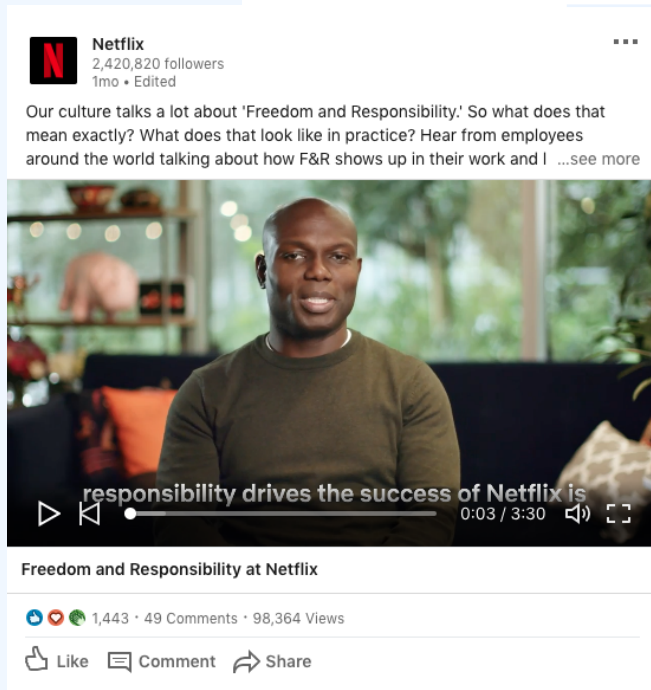 Netflix
2,420,820 followers
1mo • Edited
Our culture talks a lot about 'Freedom and Responsibility.' So what does that
mean exactly? What does that look like in practice? Hear from employees
around the world talking about how F&R shows up in their work and l ...see more
responsibility drives the success of Netflix is
0:03 / 3:30
Freedom and Responsibility at Netflix
1,443 · 49 Comments · 98,364 Views
Like Comment Share